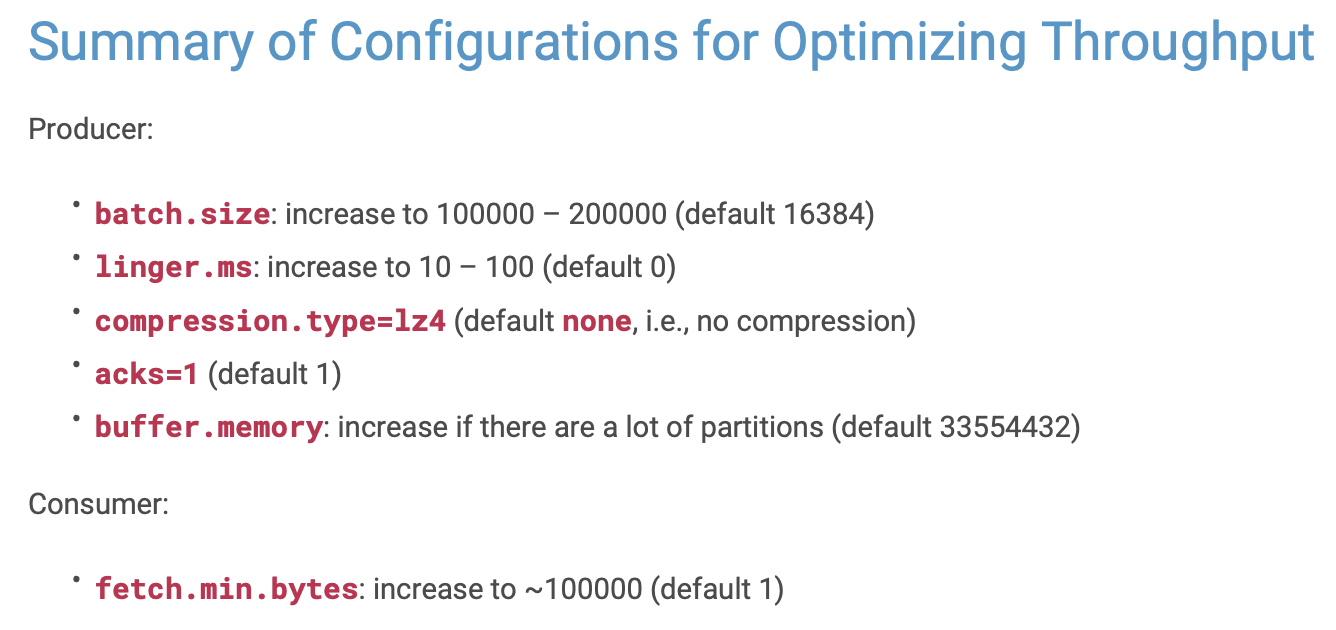 Summary of Configurations for Optimizing Throughput
Producer:
• batch.size: increase to 100000 – 200000 (default 16384)
• linger.ms: increase to 10 – 100 (default 0)
• compression.type=lz4 (default none, i.e., no compression)
• acks=1 (default 1)
• buffer.memory: increase if there are a lot of partitions (default 33554432)
Consumer:
• fetch.min.bytes: increase to ~100000 (default 1)